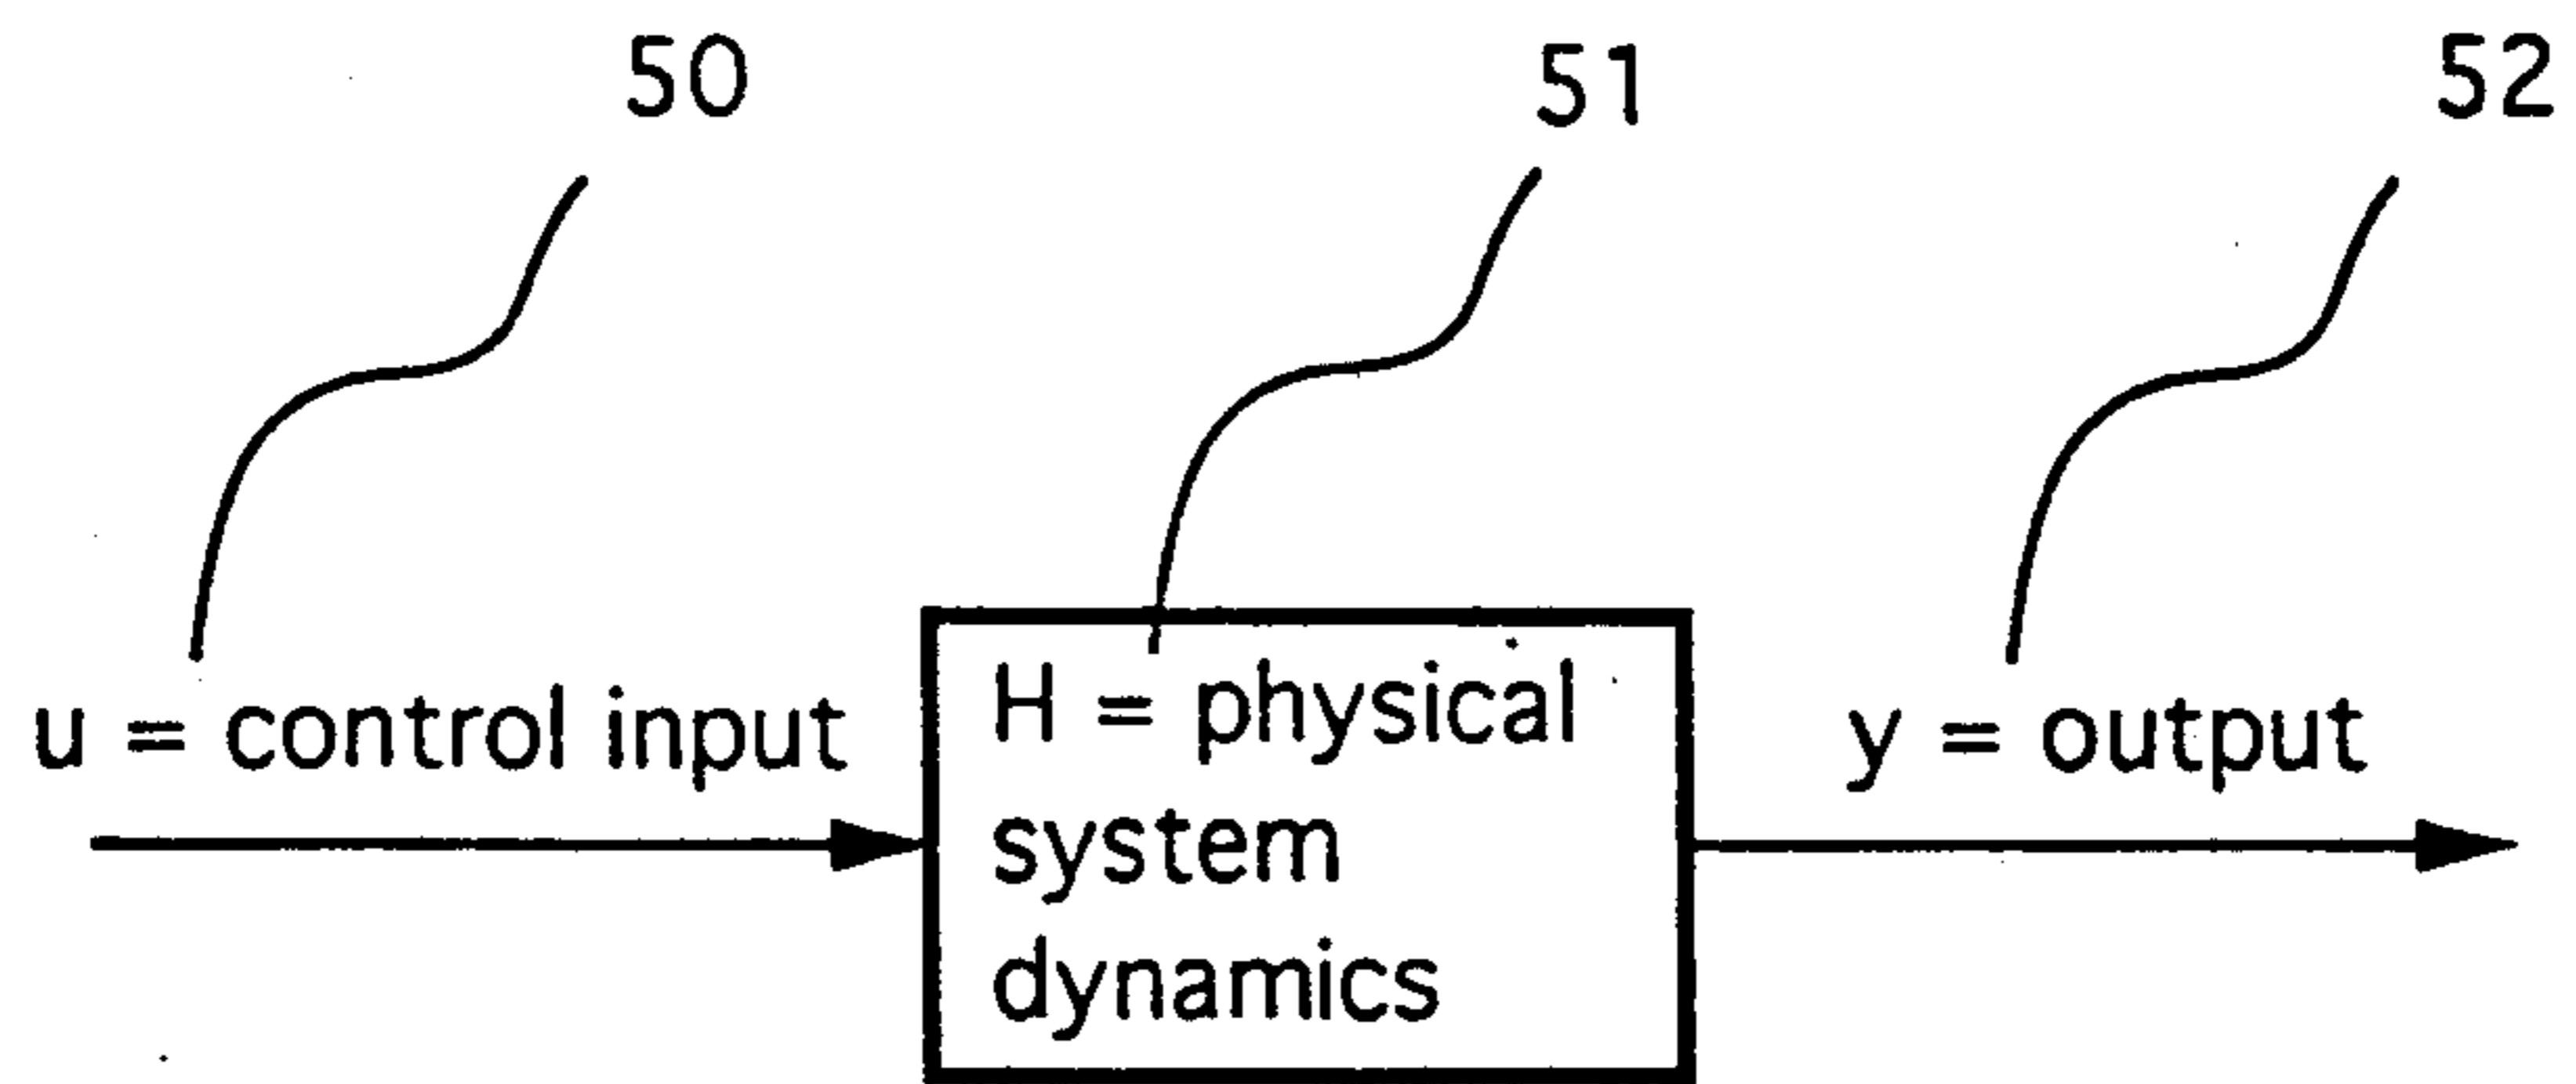 50
51
52
u = control input
H = physical
system
dynamics
y = output